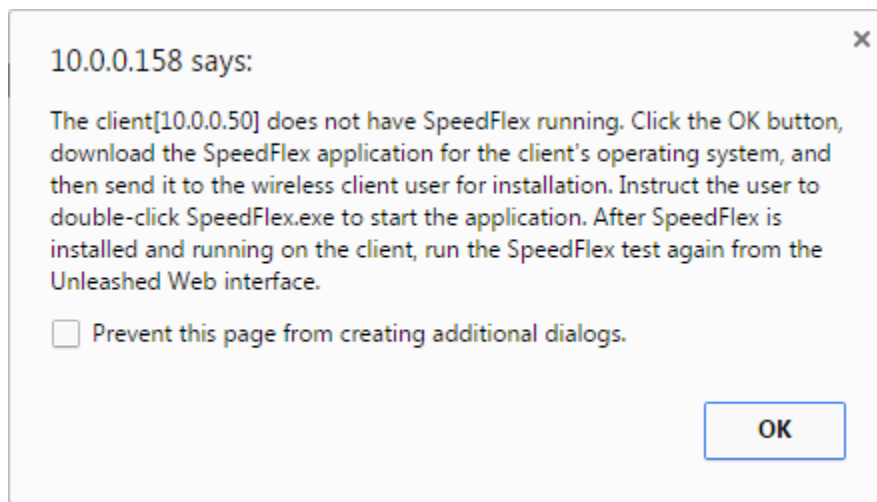 10.0.0.158 says:
The client[10.0.0.50] does not have SpeedFlex running. Click the OK button,
download the SpeedFlex application for the client's operating system, and
then send it to the wireless client user for installation. Instruct the user to
double-click SpeedFlex.exe to start the application. After SpeedFlex is
installed and running on the client, run the SpeedFlex test again from the
Unleashed Web interface.
Prevent this page from creating additional dialogs.
OK